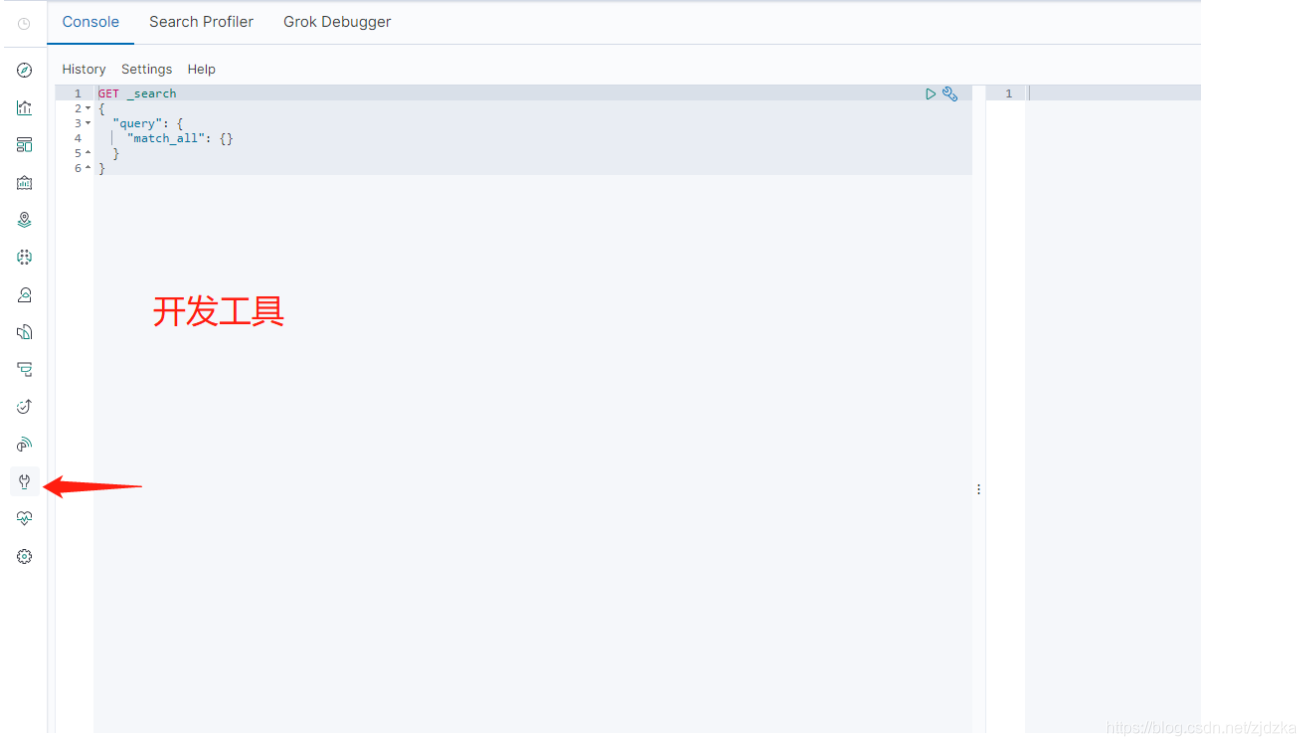 Console Search Profiler Grok Debugger
History Settings Help
1 GET _search
2 {
3 "query": {
4 "match_all": {}
5 }
6 }
1
开发工具
https://blog.csdn.net/zjdzka